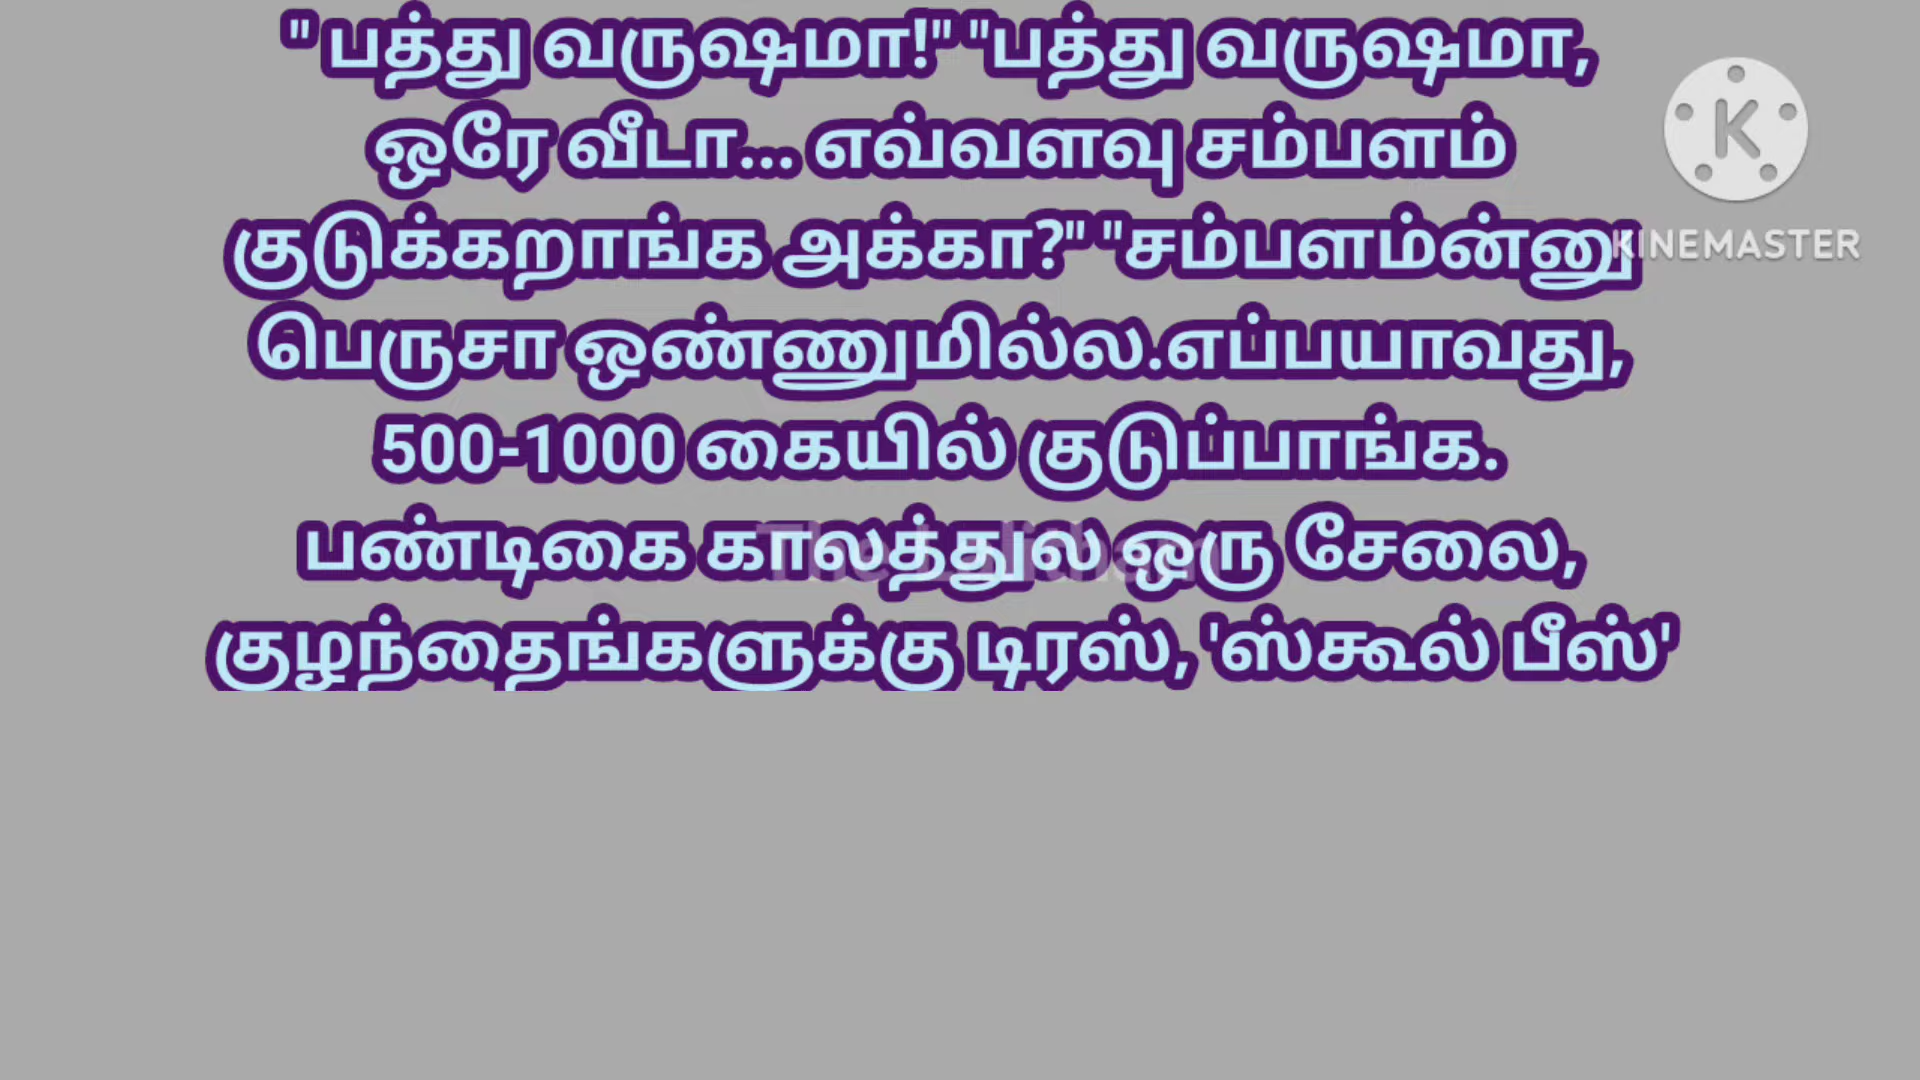 " பத்து வருஷமா!" "பத்து வருஷமா,
ஒரே வீடா... எவ்வளவு சம்பளம்
குடுக்கறாங்க அக்கா?" "சம்பளம்ன்னு
பெருசா ஒண்ணுமில்ல.எப்பயாவது,
500-1000 கையில் குடுப்பாங்க.
பண்டிகை காலத்துல ஒரு சேலை,
குழந்தைங்களுக்கு டிரஸ், 'ஸ்கூல் பீஸ்'
KINEMASTER